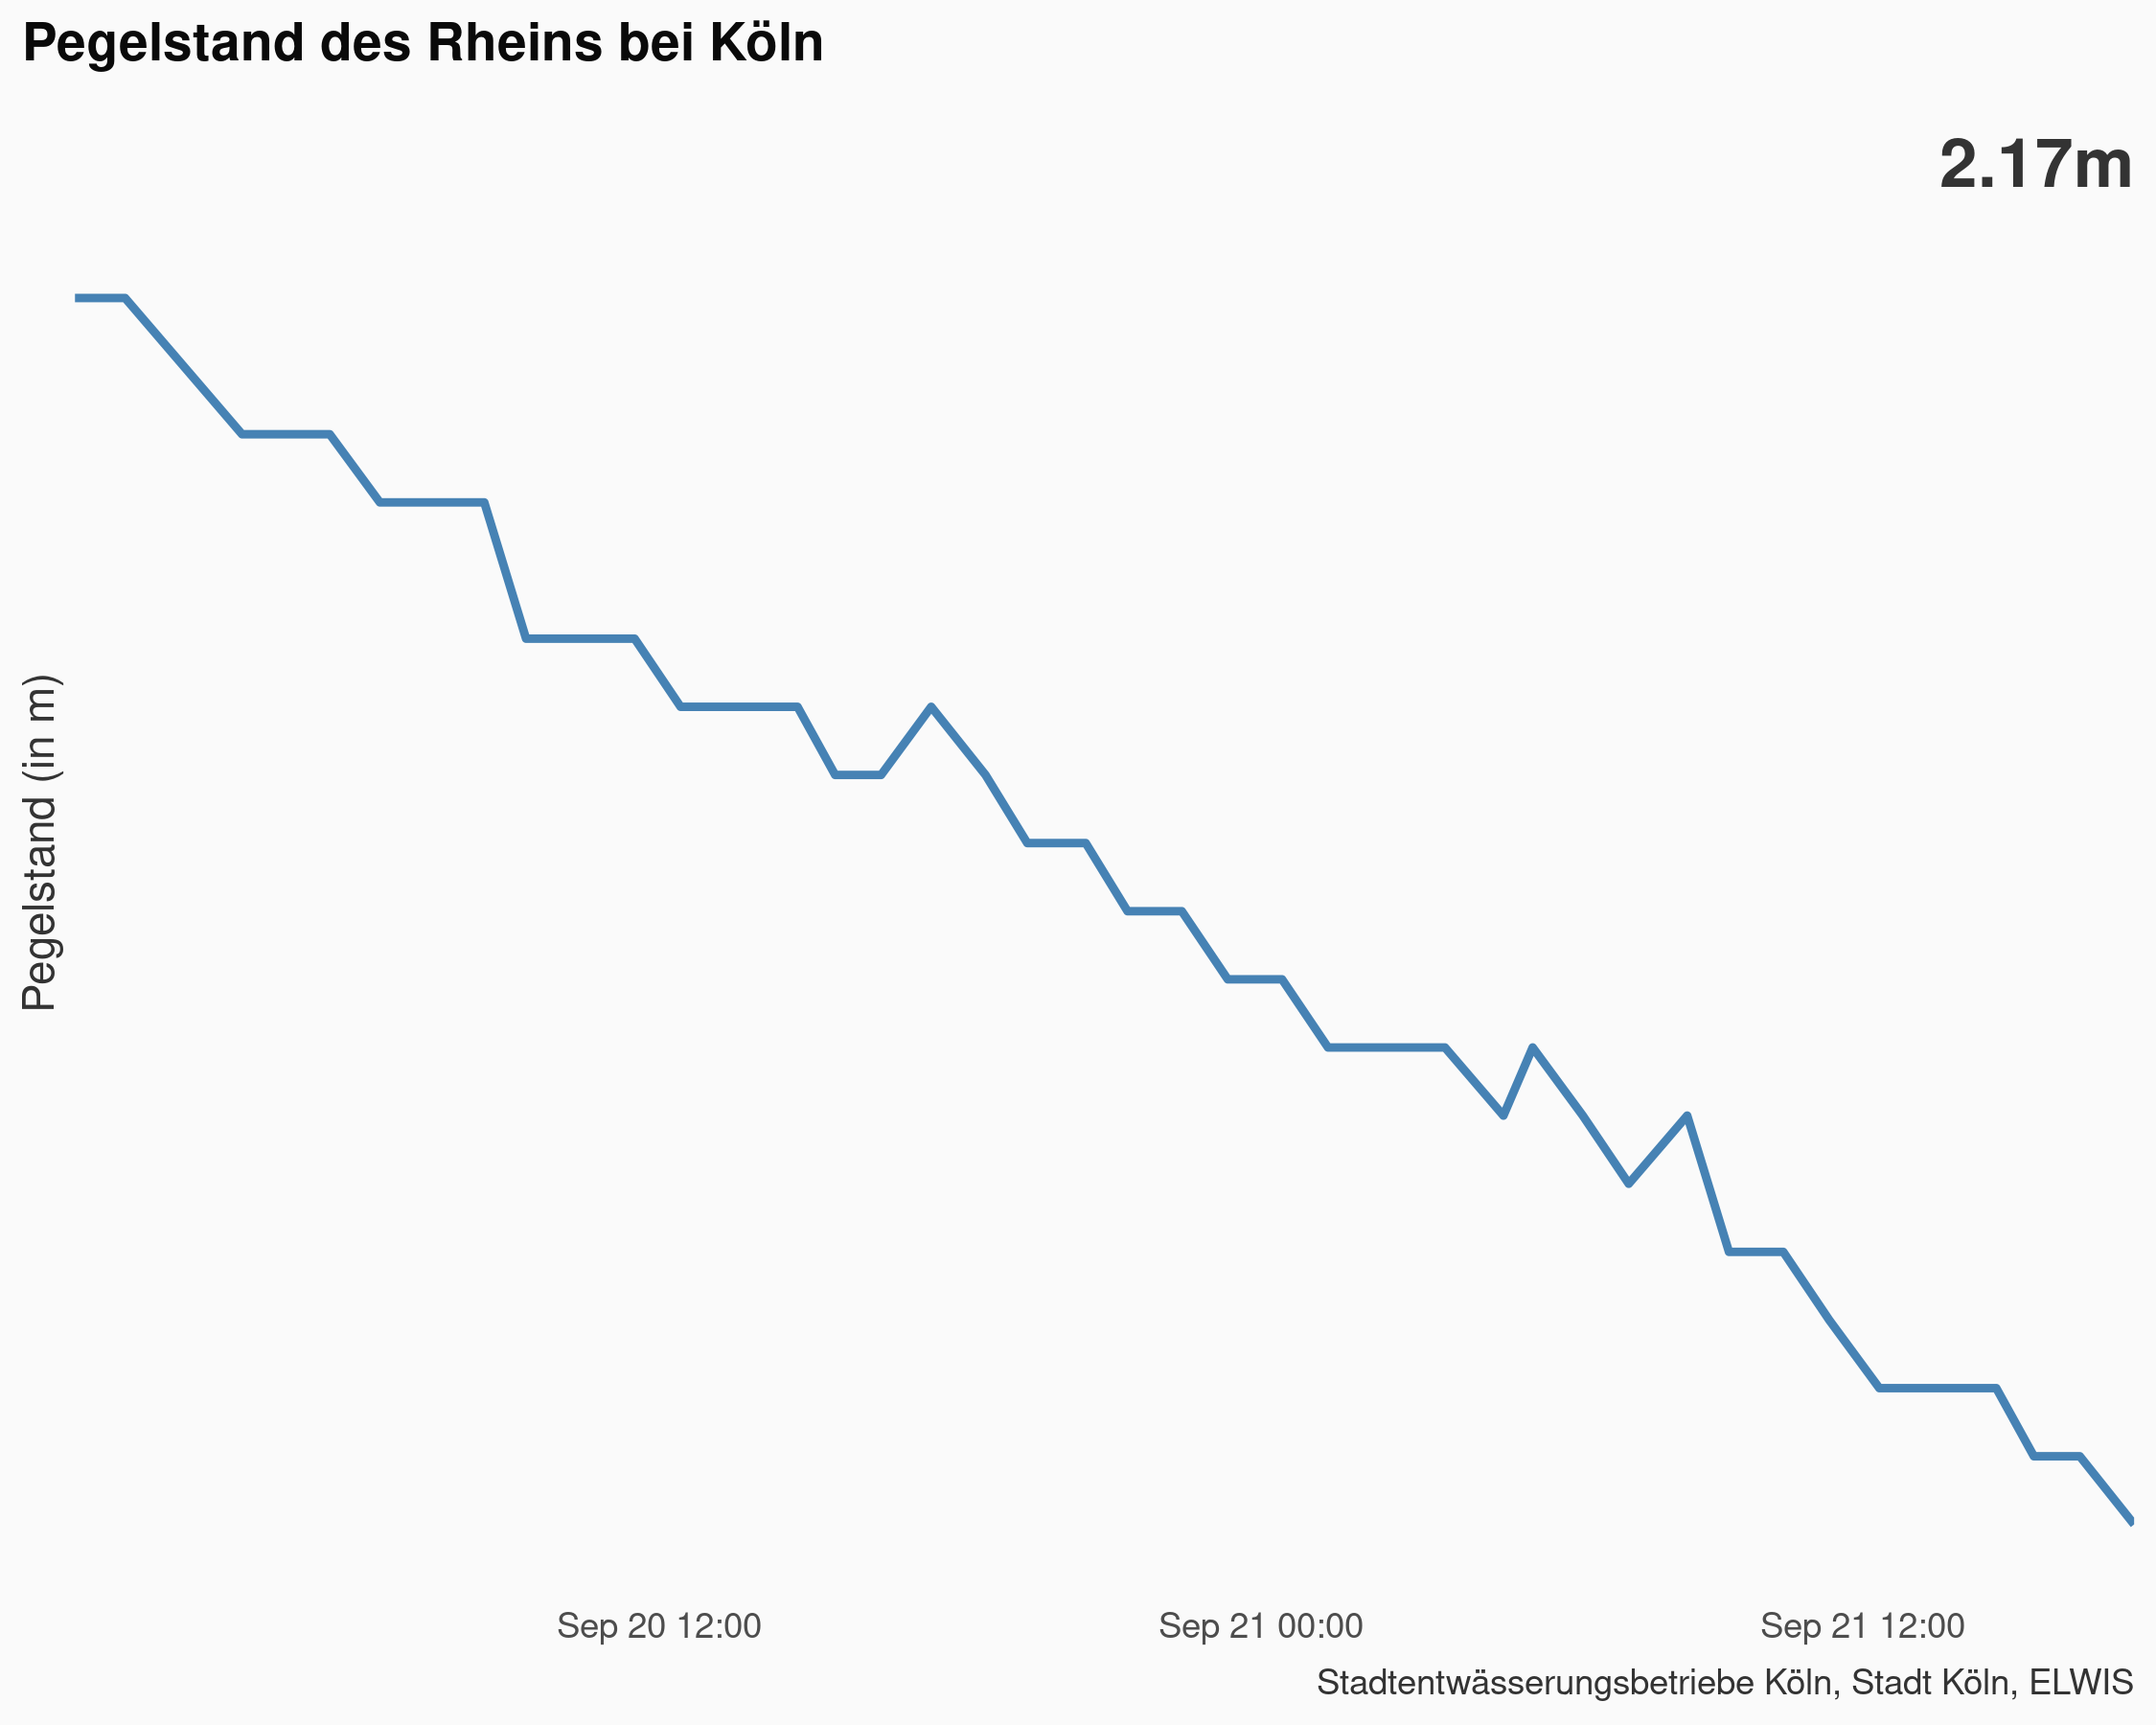 Pegelstand des Rheins bei Köln
2.17m
Pegelstand (in m)
Sep 20 12:00
Sep 21 00:00
Sep 21 12:00
Stadtentwässerungsbetriebe Köln, Stadt Köln, ELWIS